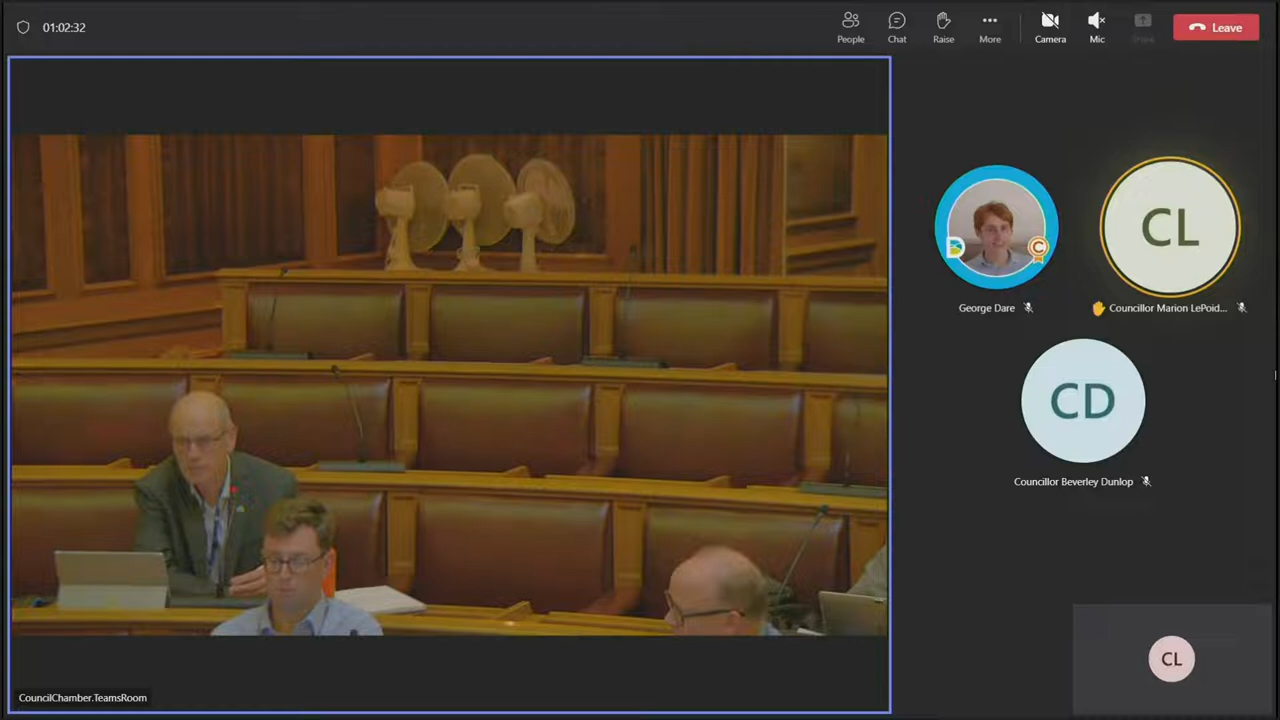 01:02:32
People
Chat
Raise
More
Camera
Mic
Leave
CL
George Dare
Councillor Marion LePoid...
CD
Councillor Beverley Dunlop
CouncilChamber.TeamsRoom
CL